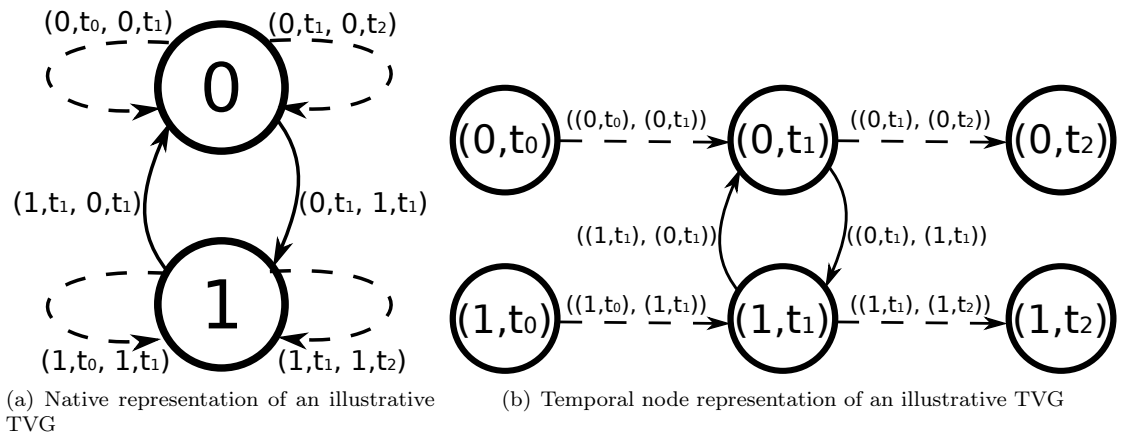 (0,t₀, 0,t₁)
(0,t₁, 0,t₂)
0
(1,t₁, 0,t₁)
(0,t₁, 1,t₁)
1
(1,t₀, 1,t₁)
(1,t₁, 1,t₂)
(a) Native representation of an illustrative
TVG
(0,t₀)
((0,t₀), (0,t₁))
(0,t₁)
((0,t₁), (0,t₂))
(0,t₂)
((1,t₁), (0,t₁))
((0,t₁), (1,t₁))
(1,t₀)
((1,t₀), (1,t₁))
(1,t₁)
((1,t₁), (1,t₂))
(1,t₂)
(b) Temporal node representation of an illustrative TVG